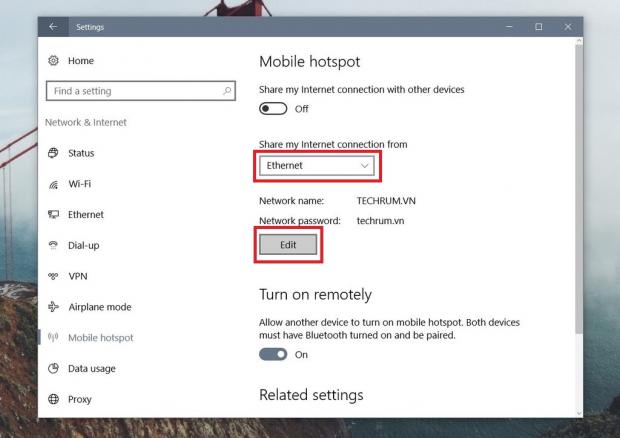 Settings
Home
Find a setting
Network & Internet
Status
Wi-Fi
Ethernet
Dial-up
VPN
Airplane mode
Mobile hotspot
Data usage
Proxy
Mobile hotspot
Share my Internet connection with other devices
Off
Share my Internet connection from
Ethernet
Network name: TECHRUM.VN
Network password: techrum.vn
Edit
Turn on remotely
Allow another device to turn on mobile hotspot. Both devices
must have Bluetooth turned on and be paired.
On
Related settings